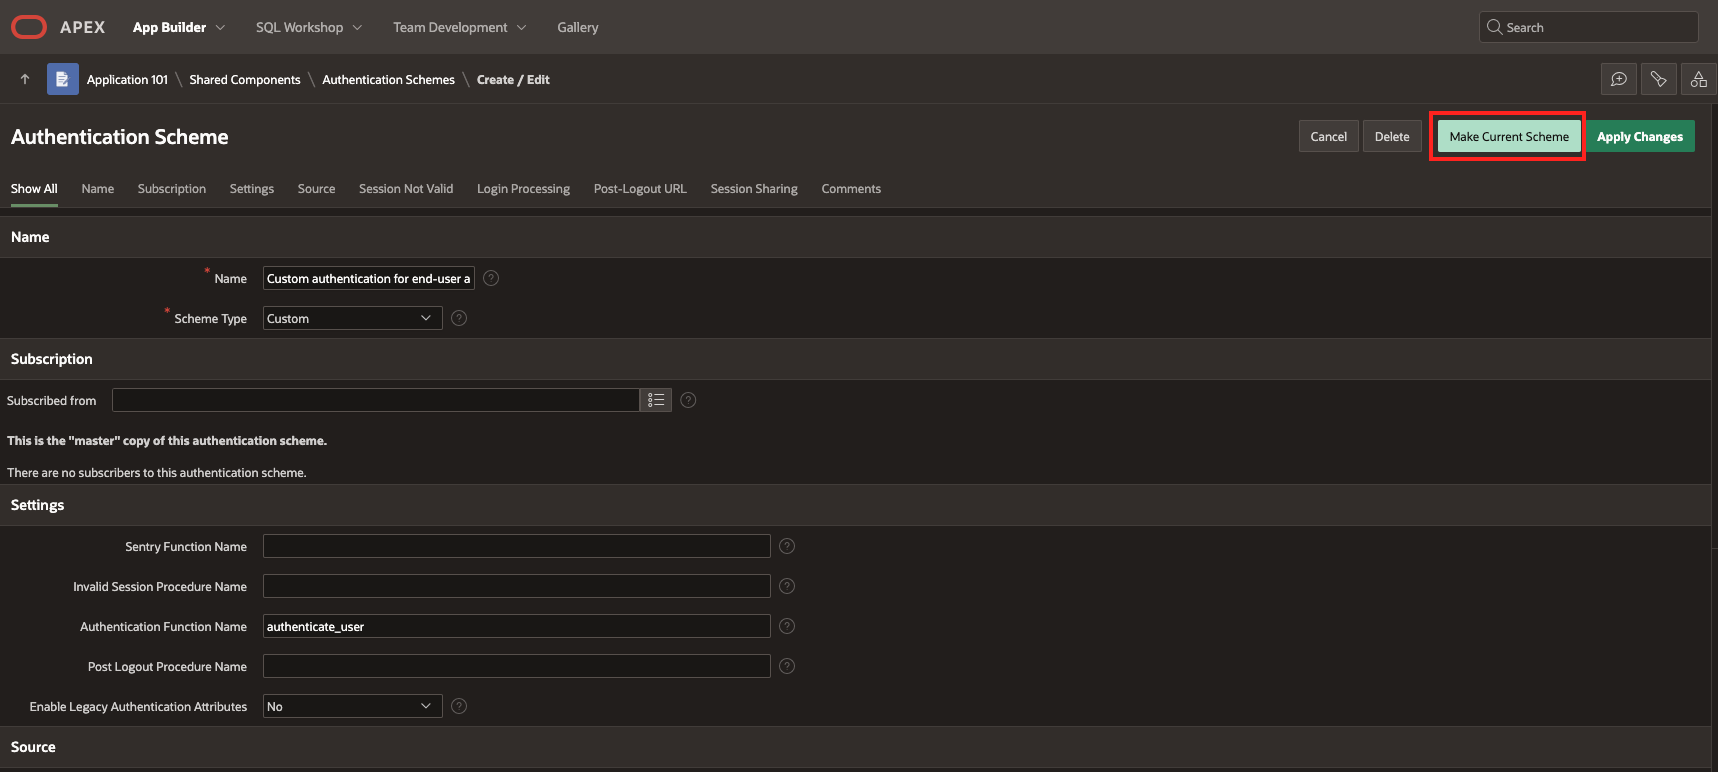 APEX App Builder SQL Workshop Team Development Gallery Search
Application 101 \ Shared Components \ Authentication Schemes \ Create / Edit
Authentication Scheme Cancel Delete Make Current Scheme Apply Changes
Show All Name Subscription Settings Source Session Not Valid Login Processing Post-Logout URL Session Sharing Comments
Name
* Name Custom authentication for end-user a
* Scheme Type Custom
Subscription
Subscribed from
This is the "master" copy of this authentication scheme.
There are no subscribers to this authentication scheme.
Settings
Sentry Function Name
Invalid Session Procedure Name
Authentication Function Name authenticate_user
Post Logout Procedure Name
Enable Legacy Authentication Attributes No
Source